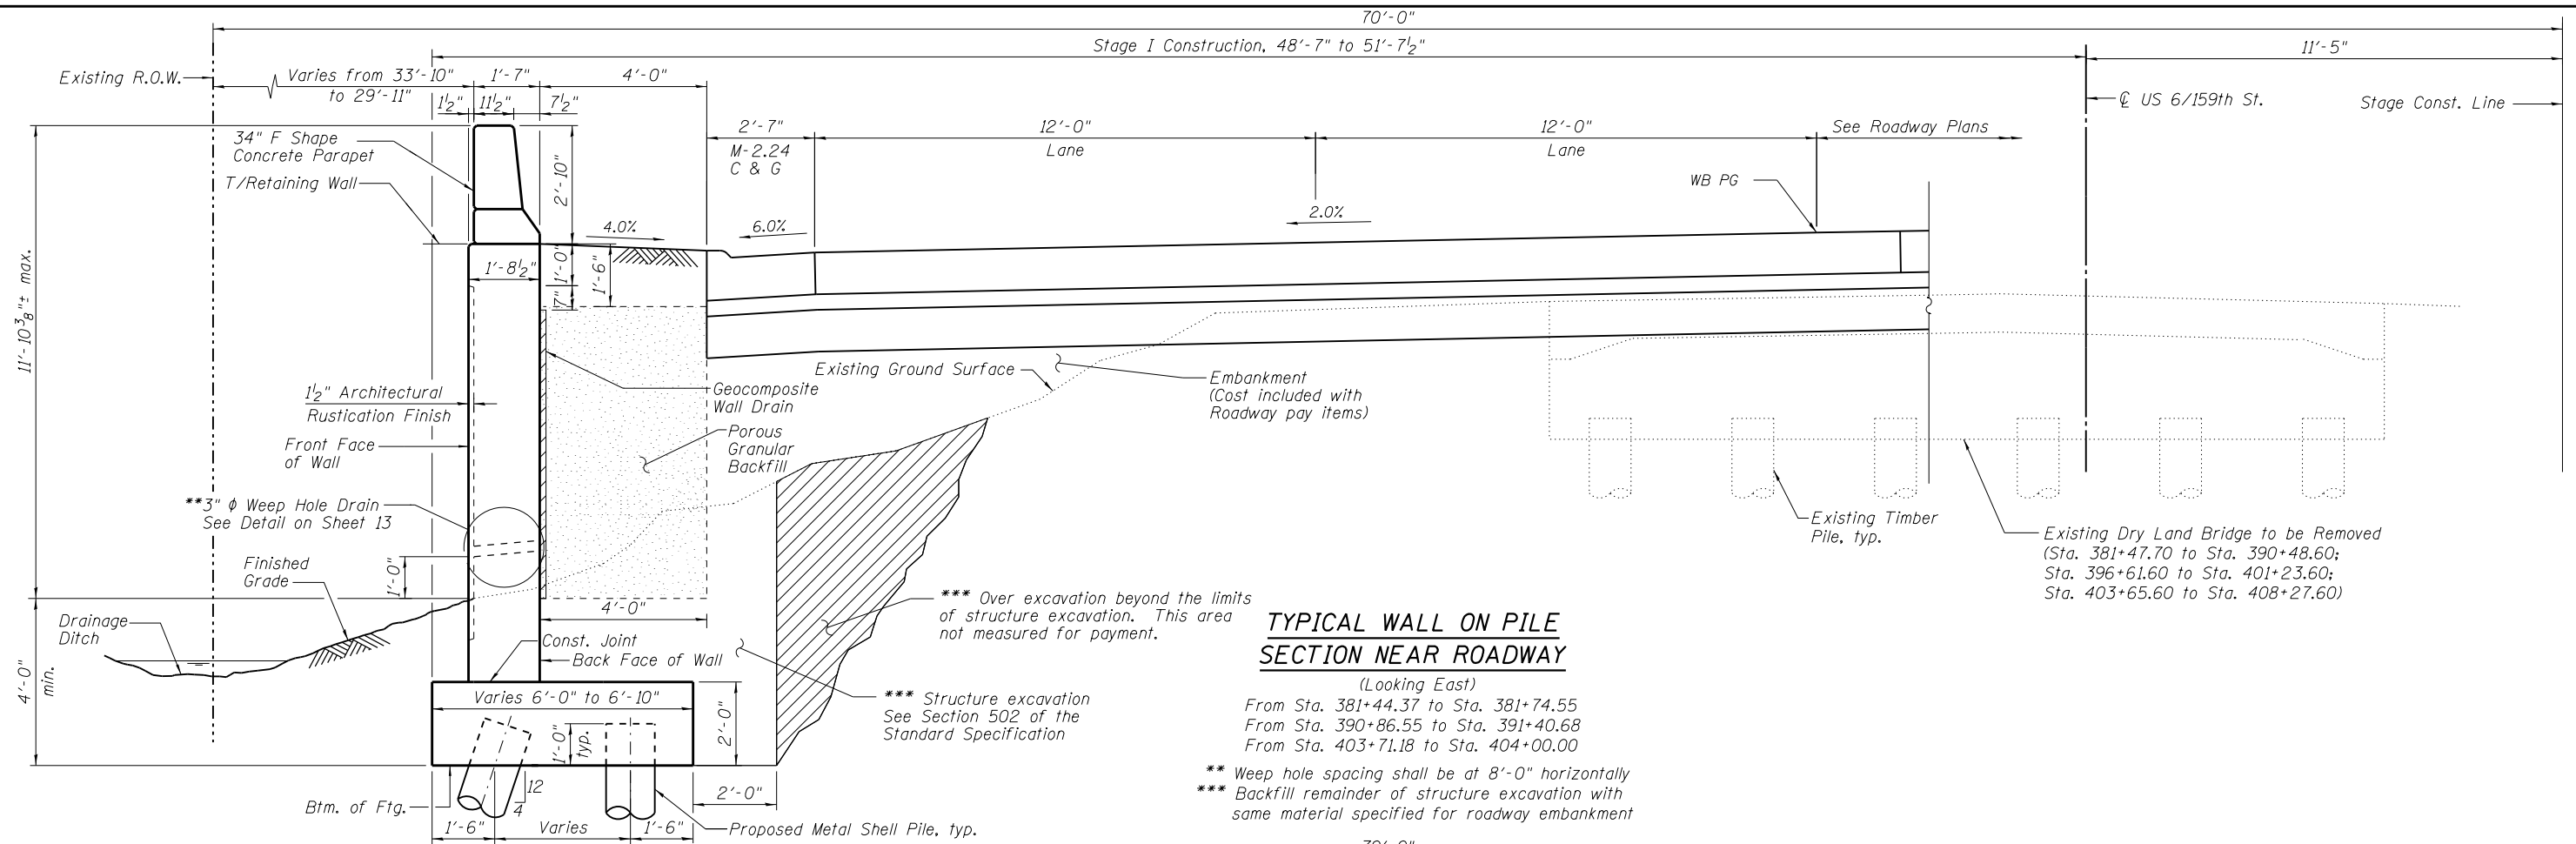 70'-0"
Stage I Construction, 48'-7" to 51'-7½"
11'-5"
Existing R.O.W.
Varies from 33'-10"
to 29'-11"
1'-7"
4'-0"
1½"
11½"
7½"
℄ US 6/159th St.
Stage Const. Line
34" F Shape
Concrete Parapet
T/Retaining Wall
2'-10"
2'-7"
M-2.24
C & G
12'-0"
Lane
12'-0"
Lane
See Roadway Plans
WB PG
4.0%
6.0%
2.0%
11'-10⅜"± max.
1'-8½"
1'-0"
7"
1'-6"
Existing Ground Surface
Embankment
(Cost included with
Roadway pay items)
Geocomposite
Wall Drain
1½" Architectural
Rustication Finish
Porous
Granular
Backfill
Front Face
of Wall
**3" ϕ Weep Hole Drain
See Detail on Sheet 13
Existing Timber
Pile, typ.
Existing Dry Land Bridge to be Removed
(Sta. 381+47.70 to Sta. 390+48.60;
Sta. 396+61.60 to Sta. 401+23.60;
Sta. 403+65.60 to Sta. 408+27.60)
Finished
Grade
1'-0"
4'-0"
*** Over excavation beyond the limits
of structure excavation. This area
not measured for payment.
Drainage
Ditch
Const. Joint
Back Face of Wall
4'-0"
min.
Varies 6'-0" to 6'-10"
2'-0"
*** Structure excavation
See Section 502 of the
Standard Specification
1'-0"
typ.
12
4
Btm. of Ftg.
2'-0"
1'-6"
Varies
1'-6"
Proposed Metal Shell Pile, typ.
TYPICAL WALL ON PILE
SECTION NEAR ROADWAY
(Looking East)
From Sta. 381+44.37 to Sta. 381+74.55
From Sta. 390+86.55 to Sta. 391+40.68
From Sta. 403+71.18 to Sta. 404+00.00
** Weep hole spacing shall be at 8'-0" horizontally
*** Backfill remainder of structure excavation with
same material specified for roadway embankment